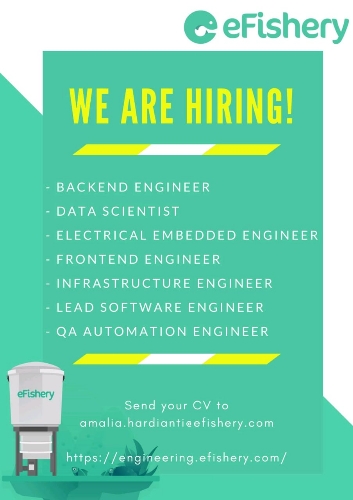 eFishery
WE ARE HIRING!
- BACKEND ENGINEER
- DATA SCIENTIST
- ELECTRICAL EMBEDDED ENGINEER
- FRONTEND ENGINEER
- INFRASTRUCTURE ENGINEER
- LEAD SOFTWARE ENGINEER
- QA AUTOMATION ENGINEER
eFishery
Send your CV to
amalia.hardianti@efishery.com
https://engineering.efishery.com/